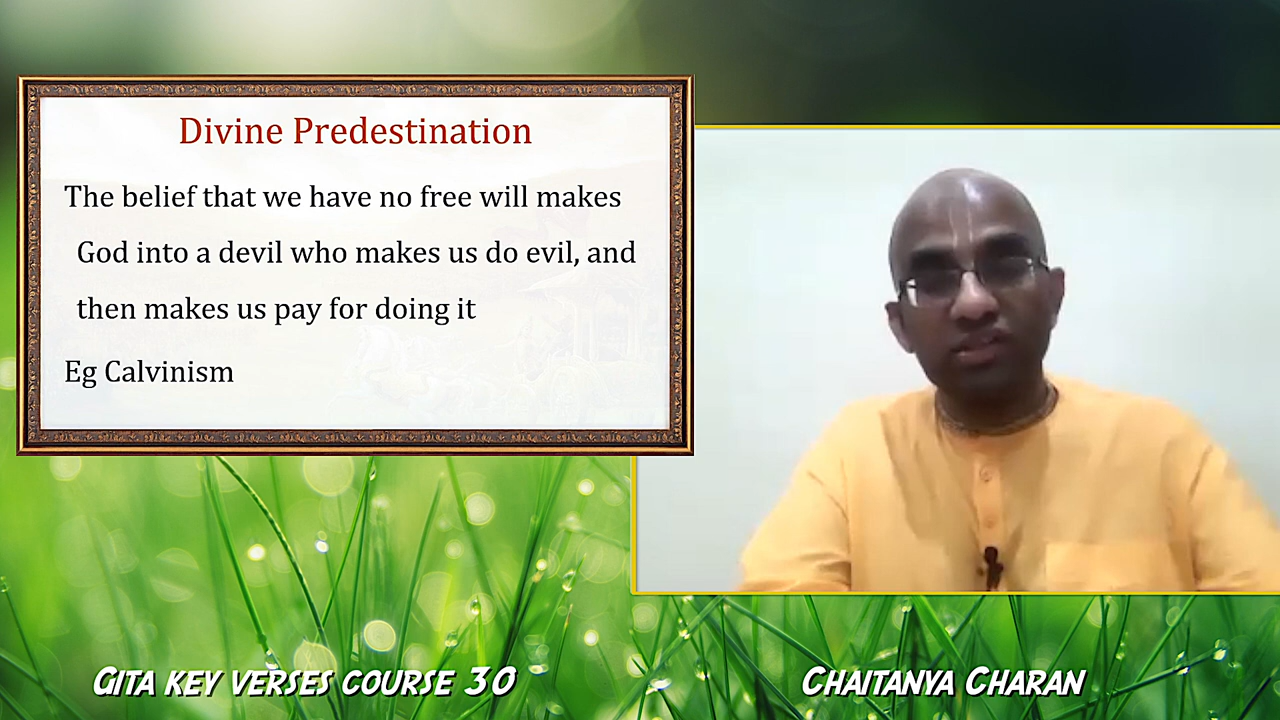 Divine Predestination
The belief that we have no free will makes
God into a devil who makes us do evil, and
then makes us pay for doing it
Eg Calvinism
Gita key verses course 30
Chaitanya Charan